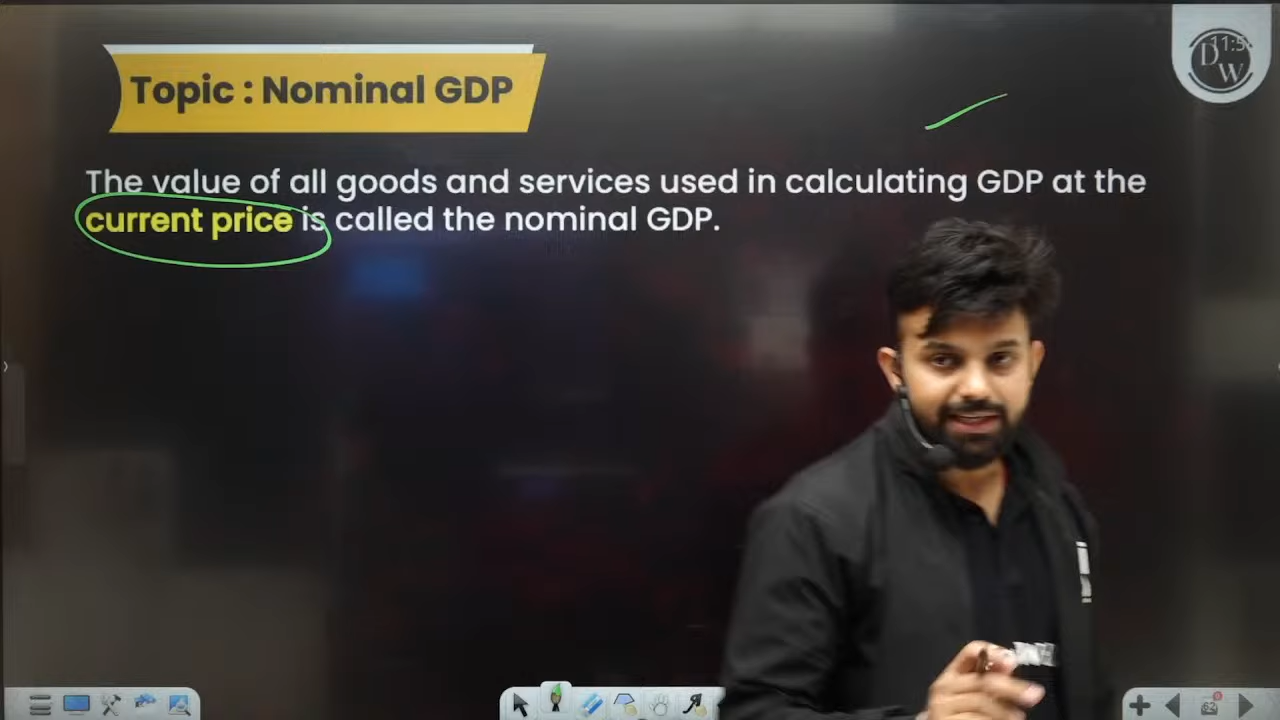 Topic : Nominal GDP
The value of all goods and services used in calculating GDP at the
current price is called the nominal GDP.
62